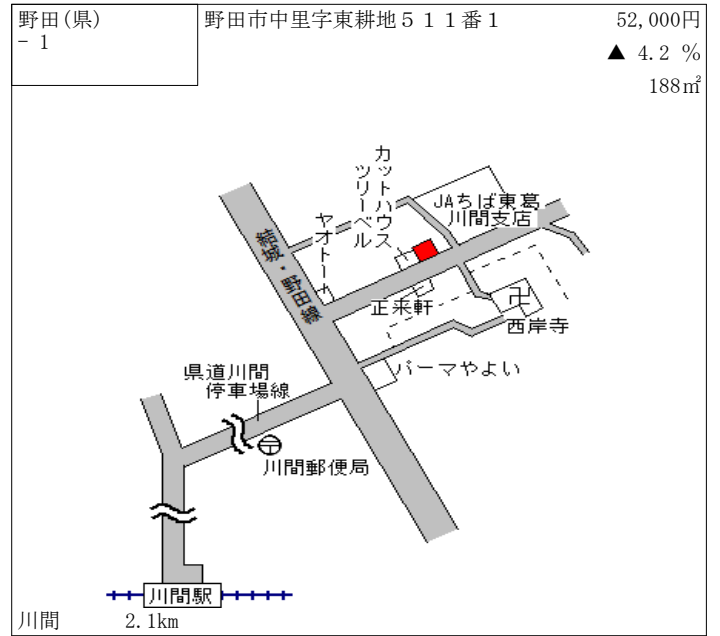 野田(県)
- 1
野田市中里字東耕地５１１番１
52,000円
▲ 4.2 %
188㎡
カットハウス
ツリーベル
JAちば東葛
川間支店
ヤオトー
結城・野田線
正来軒
卍
西岸寺
パーマやよい
県道川間
停車場線
川間郵便局
川間駅
川間 2.1km